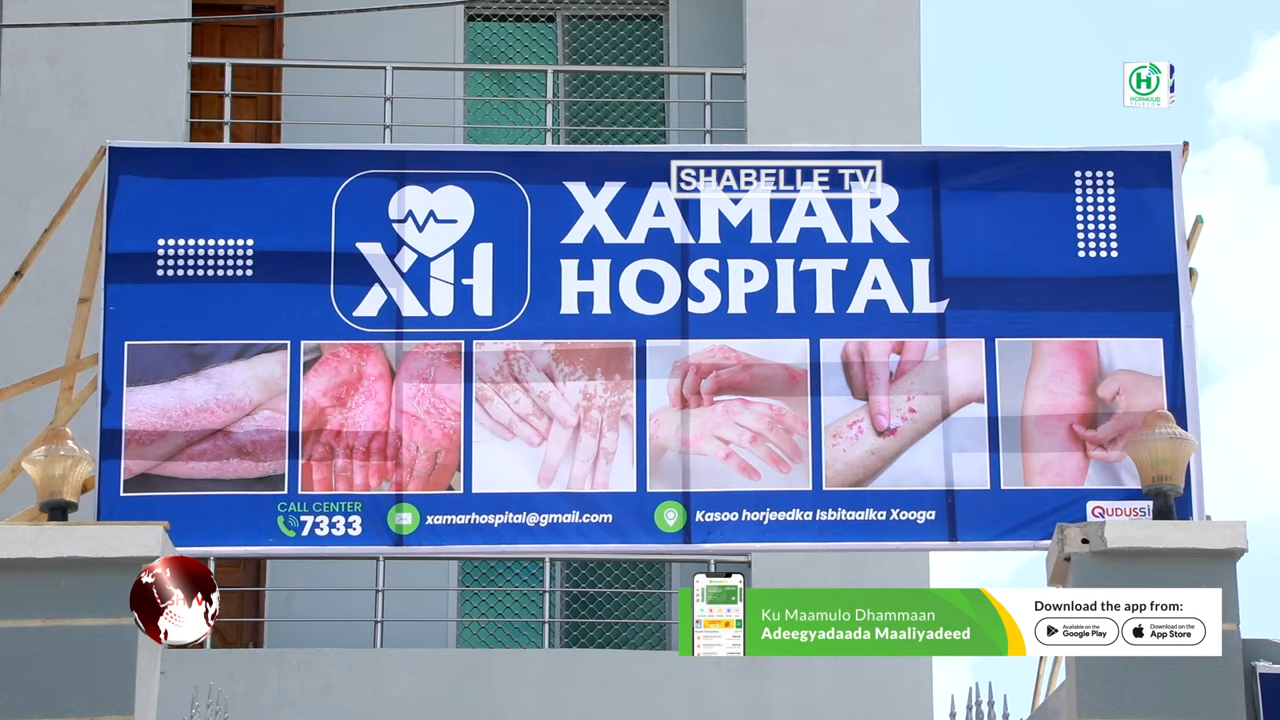 HORMUUD
TELECOM
SHABELLE TV
XAMAR
HOSPITAL
XH
CALL CENTER
7333
xamarhospital@gmail.com
Kasoo horjeedka Isbitaalka Xooga
QUDUSSi
Ku Maamulo Dhammaan
Adeegyadaada Maaliyadeed
Download the app from:
Available on the
Google Play
Download on the
App Store